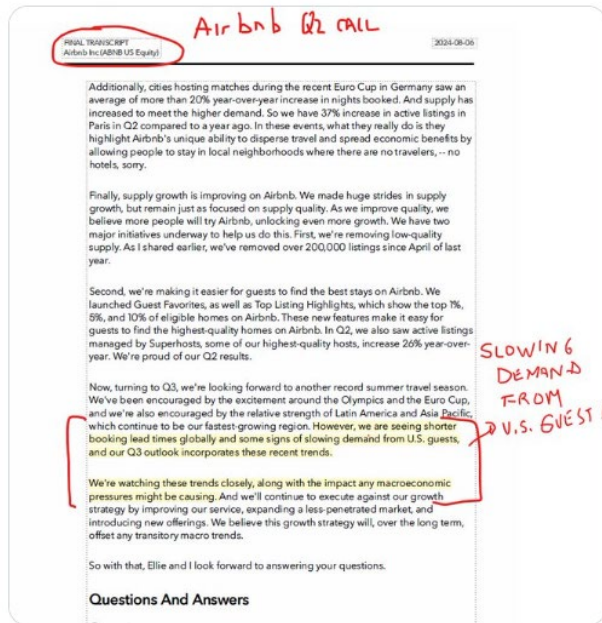 Airbnb Q2 CALL
FINAL TRANSCRIPT 2024-08-06
Airbnb Inc (ABNB US Equity)
Additionally, cities hosting matches during the recent Euro Cup in Germany saw an
average of more than 20% year-over-year increase in nights booked. And supply has
increased to meet the higher demand. So we have 37% increase in active listings in
Paris in Q2 compared to a year ago. In these events, what they really do is they
highlight Airbnb's unique ability to disperse travel and spread economic benefits by
allowing people to stay in local neighborhoods where there are no travelers, -- no
hotels, sorry.
Finally, supply growth is improving on Airbnb. We made huge strides in supply
growth, but remain just as focused on supply quality. As we improve quality, we
believe more people will try Airbnb, unlocking even more growth. We have two
major initiatives underway to help us do this. First, we're removing low-quality
supply. As I shared earlier, we've removed over 200,000 listings since April of last
year.
Second, we're making it easier for guests to find the best stays on Airbnb. We
launched Guest Favorites, as well as Top Listing Highlights, which show the top 1%,
5%, and 10% of eligible homes on Airbnb. These new features make it easy for
guests to find the highest-quality homes on Airbnb. In Q2, we also saw active listings
managed by Superhosts, some of our highest-quality hosts, increase 26% year-over-
year. We're proud of our Q2 results.
Now, turning to Q3, we're looking forward to another record summer travel season.
We've been encouraged by the excitement around the Olympics and the Euro Cup,
and we're also encouraged by the relative strength of Latin America and Asia Pacific,
which continue to be our fastest-growing region. However, we are seeing shorter
booking lead times globally and some signs of slowing demand from U.S. guests,
and our Q3 outlook incorporates these recent trends.
SLOWING
DEMAND
FROM
U.S. GUEST
We're watching these trends closely, along with the impact any macroeconomic
pressures might be causing. And we'll continue to execute against our growth
strategy by improving our service, expanding a less-penetrated market, and
introducing new offerings. We believe this growth strategy will, over the long term,
offset any transitory macro trends.
So with that, Ellie and I look forward to answering your questions.
Questions And Answers